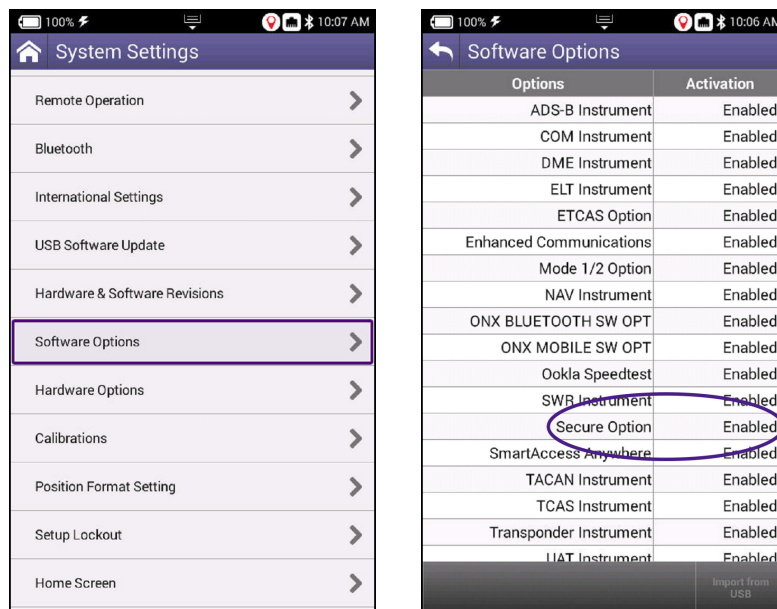 100% 10:07 AM
System Settings
Remote Operation
Bluetooth
International Settings
USB Software Update
Hardware & Software Revisions
Software Options
Hardware Options
Calibrations
Position Format Setting
Setup Lockout
Home Screen
100% 10:06 AM
Software Options
Options Activation
ADS-B Instrument Enabled
COM Instrument Enabled
DME Instrument Enabled
ELT Instrument Enabled
ETCAS Option Enabled
Enhanced Communications Enabled
Mode 1/2 Option Enabled
NAV Instrument Enabled
ONX BLUETOOTH SW OPT Enabled
ONX MOBILE SW OPT Enabled
Ookla Speedtest Enabled
SWR Instrument Enabled
Secure Option Enabled
SmartAccess Anywhere Enabled
TACAN Instrument Enabled
TCAS Instrument Enabled
Transponder Instrument Enabled
UAT Instrument Enabled
Import from
USB